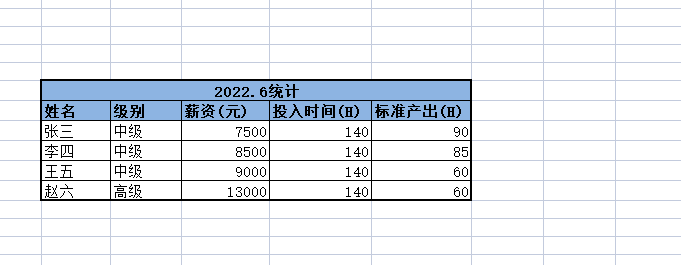 2022.6统计
姓名 级别 薪资(元) 投入时间(H) 标准产出(H)
张三 中级 7500 140 90
李四 中级 8500 140 85
王五 中级 9000 140 60
赵六 高级 13000 140 60